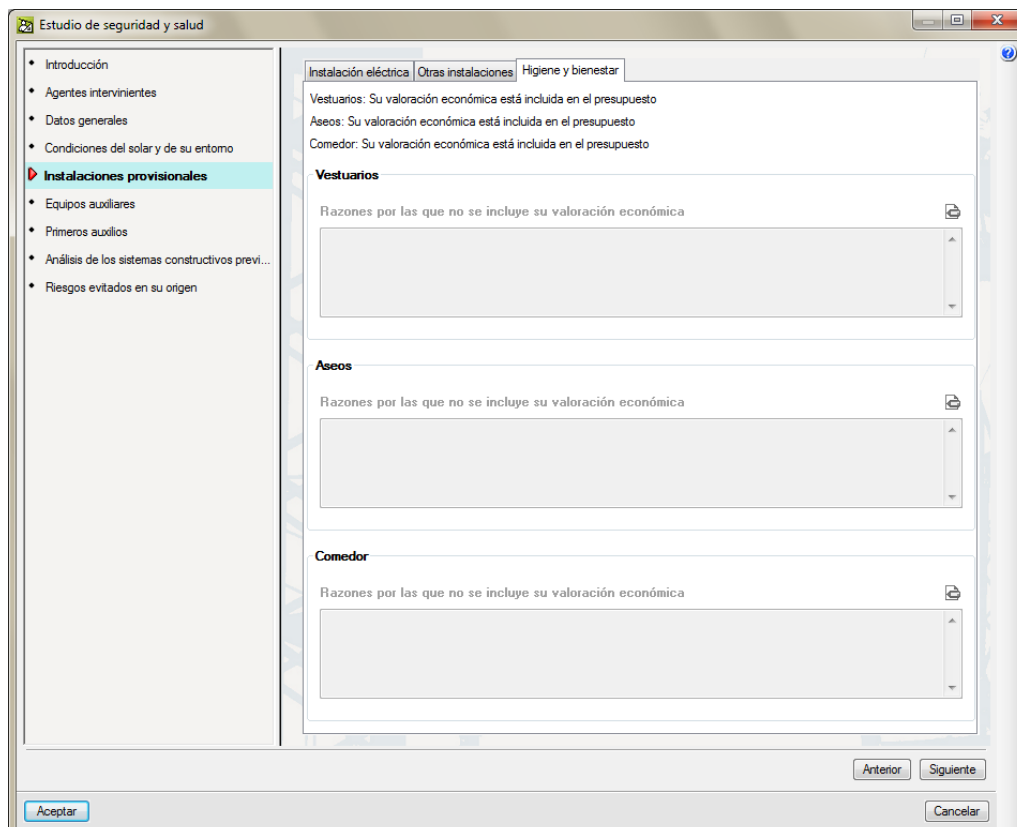 Estudio de seguridad y salud
Introducción
Agentes intervinientes
Datos generales
Condiciones del solar y de su entorno
Instalaciones provisionales
Equipos auxiliares
Primeros auxilios
Análisis de los sistemas constructivos previ...
Riesgos evitados en su origen
Instalación eléctrica Otras instalaciones Higiene y bienestar
Vestuarios: Su valoración económica está incluida en el presupuesto
Aseos: Su valoración económica está incluida en el presupuesto
Comedor: Su valoración económica está incluida en el presupuesto
Vestuarios
Razones por las que no se incluye su valoración económica
Aseos
Razones por las que no se incluye su valoración económica
Comedor
Razones por las que no se incluye su valoración económica
Anterior Siguiente
Aceptar Cancelar